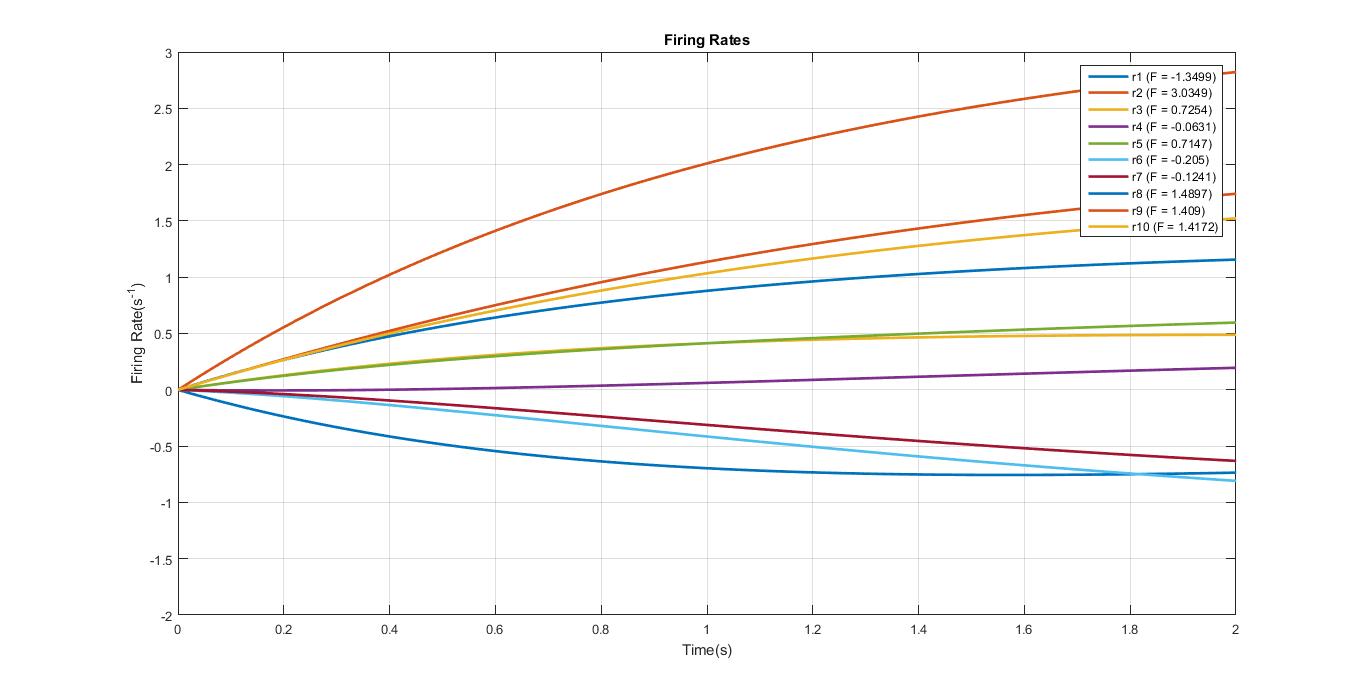 Firing Rates
3
2.5
2
1.5
1
0.5
0
-0.5
-1
-1.5
-2
Firing Rate(s⁻¹)
r1 (F = -1.3499)
r2 (F = 3.0349)
r3 (F = 0.7254)
r4 (F = -0.0631)
r5 (F = 0.7147)
r6 (F = -0.205)
r7 (F = -0.1241)
r8 (F = 1.4897)
r9 (F = 1.409)
r10 (F = 1.4172)
0 0.2 0.4 0.6 0.8 1 1.2 1.4 1.6 1.8 2
Time(s)